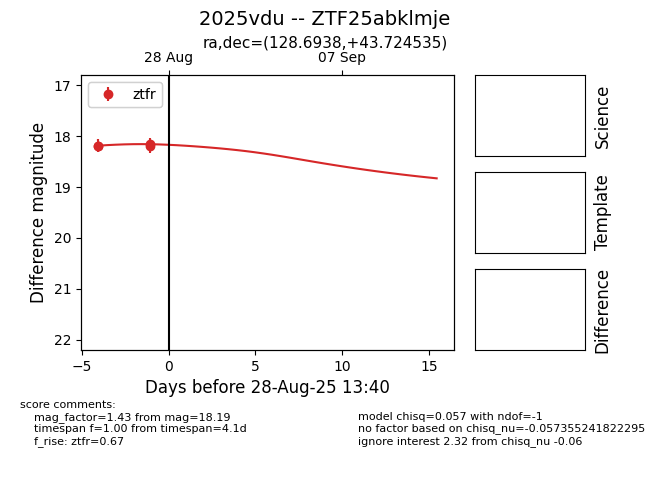 2025vdu -- ZTF25abklmje
ra,dec=(128.6938,+43.724535)
28 Aug
07 Sep
ztfr
17
18
19
20
21
22
Difference magnitude
−5
0
5
10
15
Days before 28-Aug-25 13:40
Science
Template
Difference
score comments:
mag_factor=1.43 from mag=18.19
timespan f=1.00 from timespan=4.1d
f_rise: ztfr=0.67
model chisq=0.057 with ndof=-1
no factor based on chisq_nu=-0.057355241822295
ignore interest 2.32 from chisq_nu -0.06